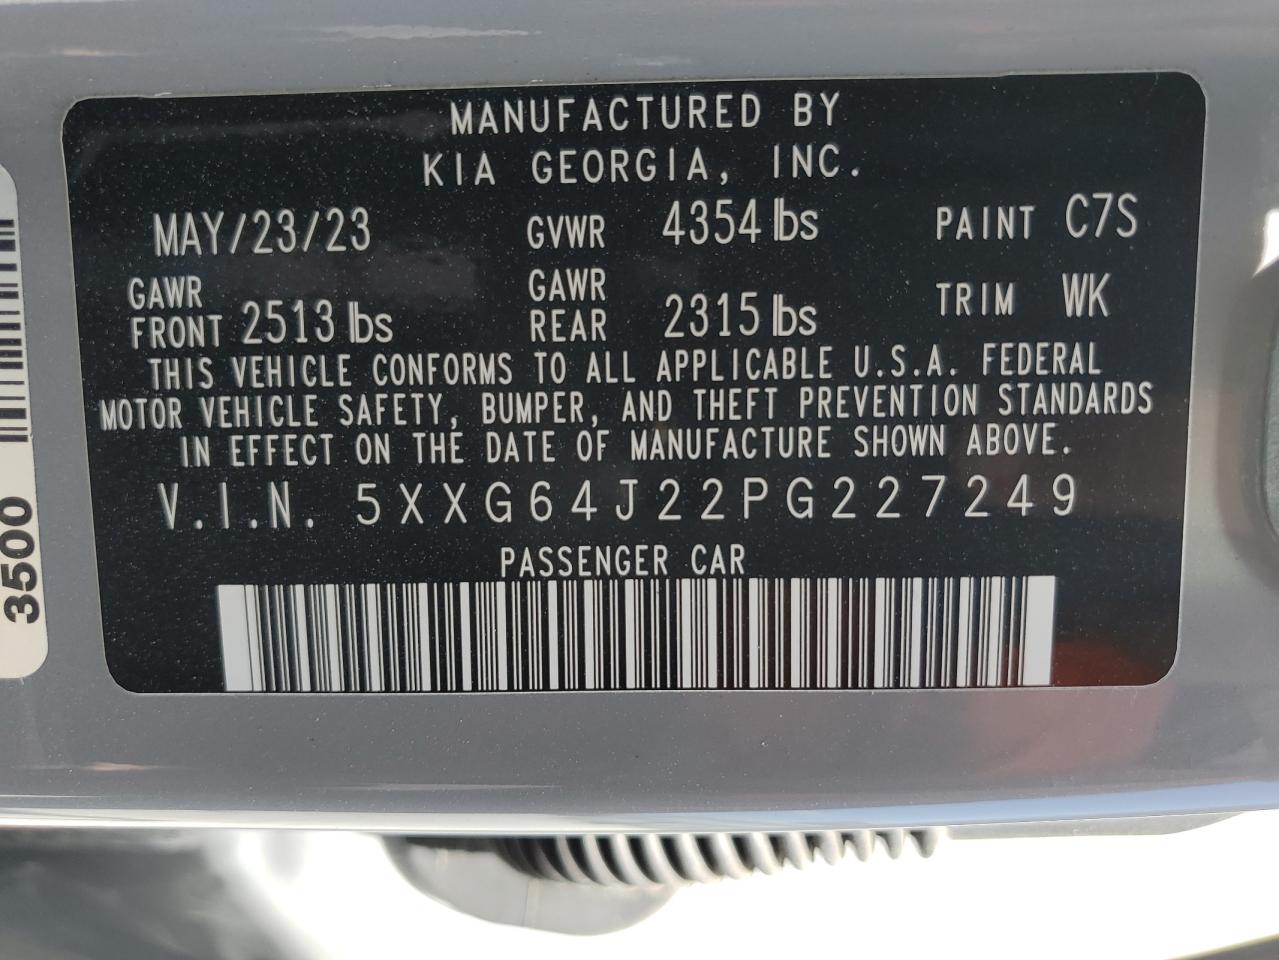 MANUFACTURED BY
KIA GEORGIA, INC.
MAY/23/23 GVWR 4354 lbs PAINT C7S
GAWR FRONT 2513 lbs GAWR REAR 2315 lbs TRIM WK
THIS VEHICLE CONFORMS TO ALL APPLICABLE U.S.A. FEDERAL
MOTOR VEHICLE SAFETY, BUMPER, AND THEFT PREVENTION STANDARDS
IN EFFECT ON THE DATE OF MANUFACTURE SHOWN ABOVE.
V.I.N. 5XXG64J22PG227249
PASSENGER CAR
3500